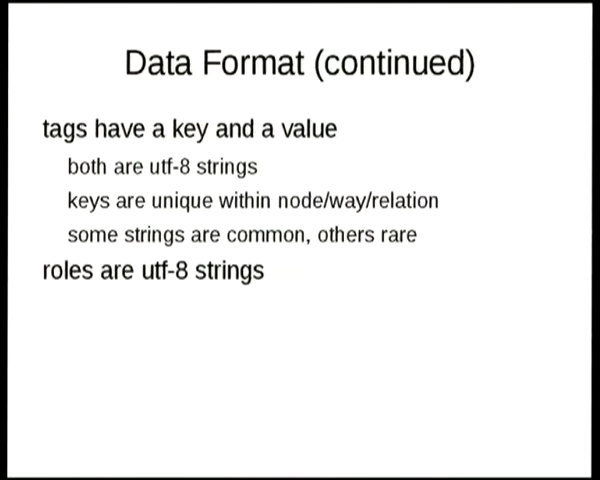 Data Format (continued)
tags have a key and a value
both are utf-8 strings
keys are unique within node/way/relation
some strings are common, others rare
roles are utf-8 strings